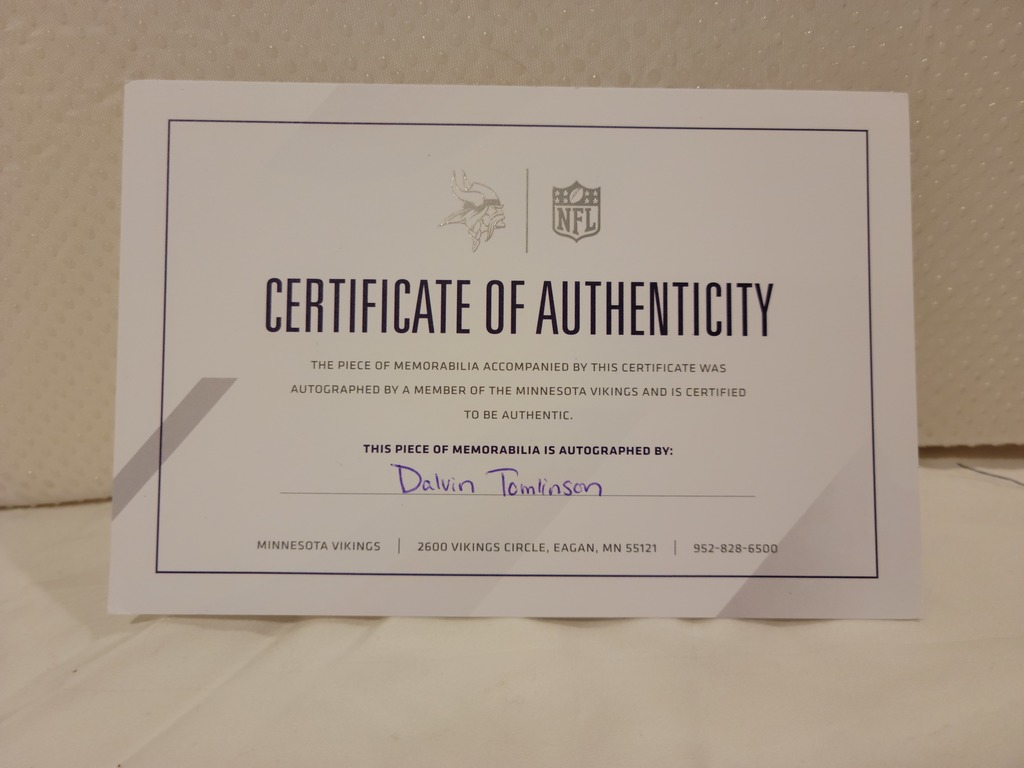 NFL
CERTIFICATE OF AUTHENTICITY
THE PIECE OF MEMORABILIA ACCOMPANIED BY THIS CERTIFICATE WAS
AUTOGRAPHED BY A MEMBER OF THE MINNESOTA VIKINGS AND IS CERTIFIED
TO BE AUTHENTIC.
THIS PIECE OF MEMORABILIA IS AUTOGRAPHED BY:
Dalvin Tomlinson
MINNESOTA VIKINGS | 2600 VIKINGS CIRCLE, EAGAN, MN 55121 | 952-828-6500